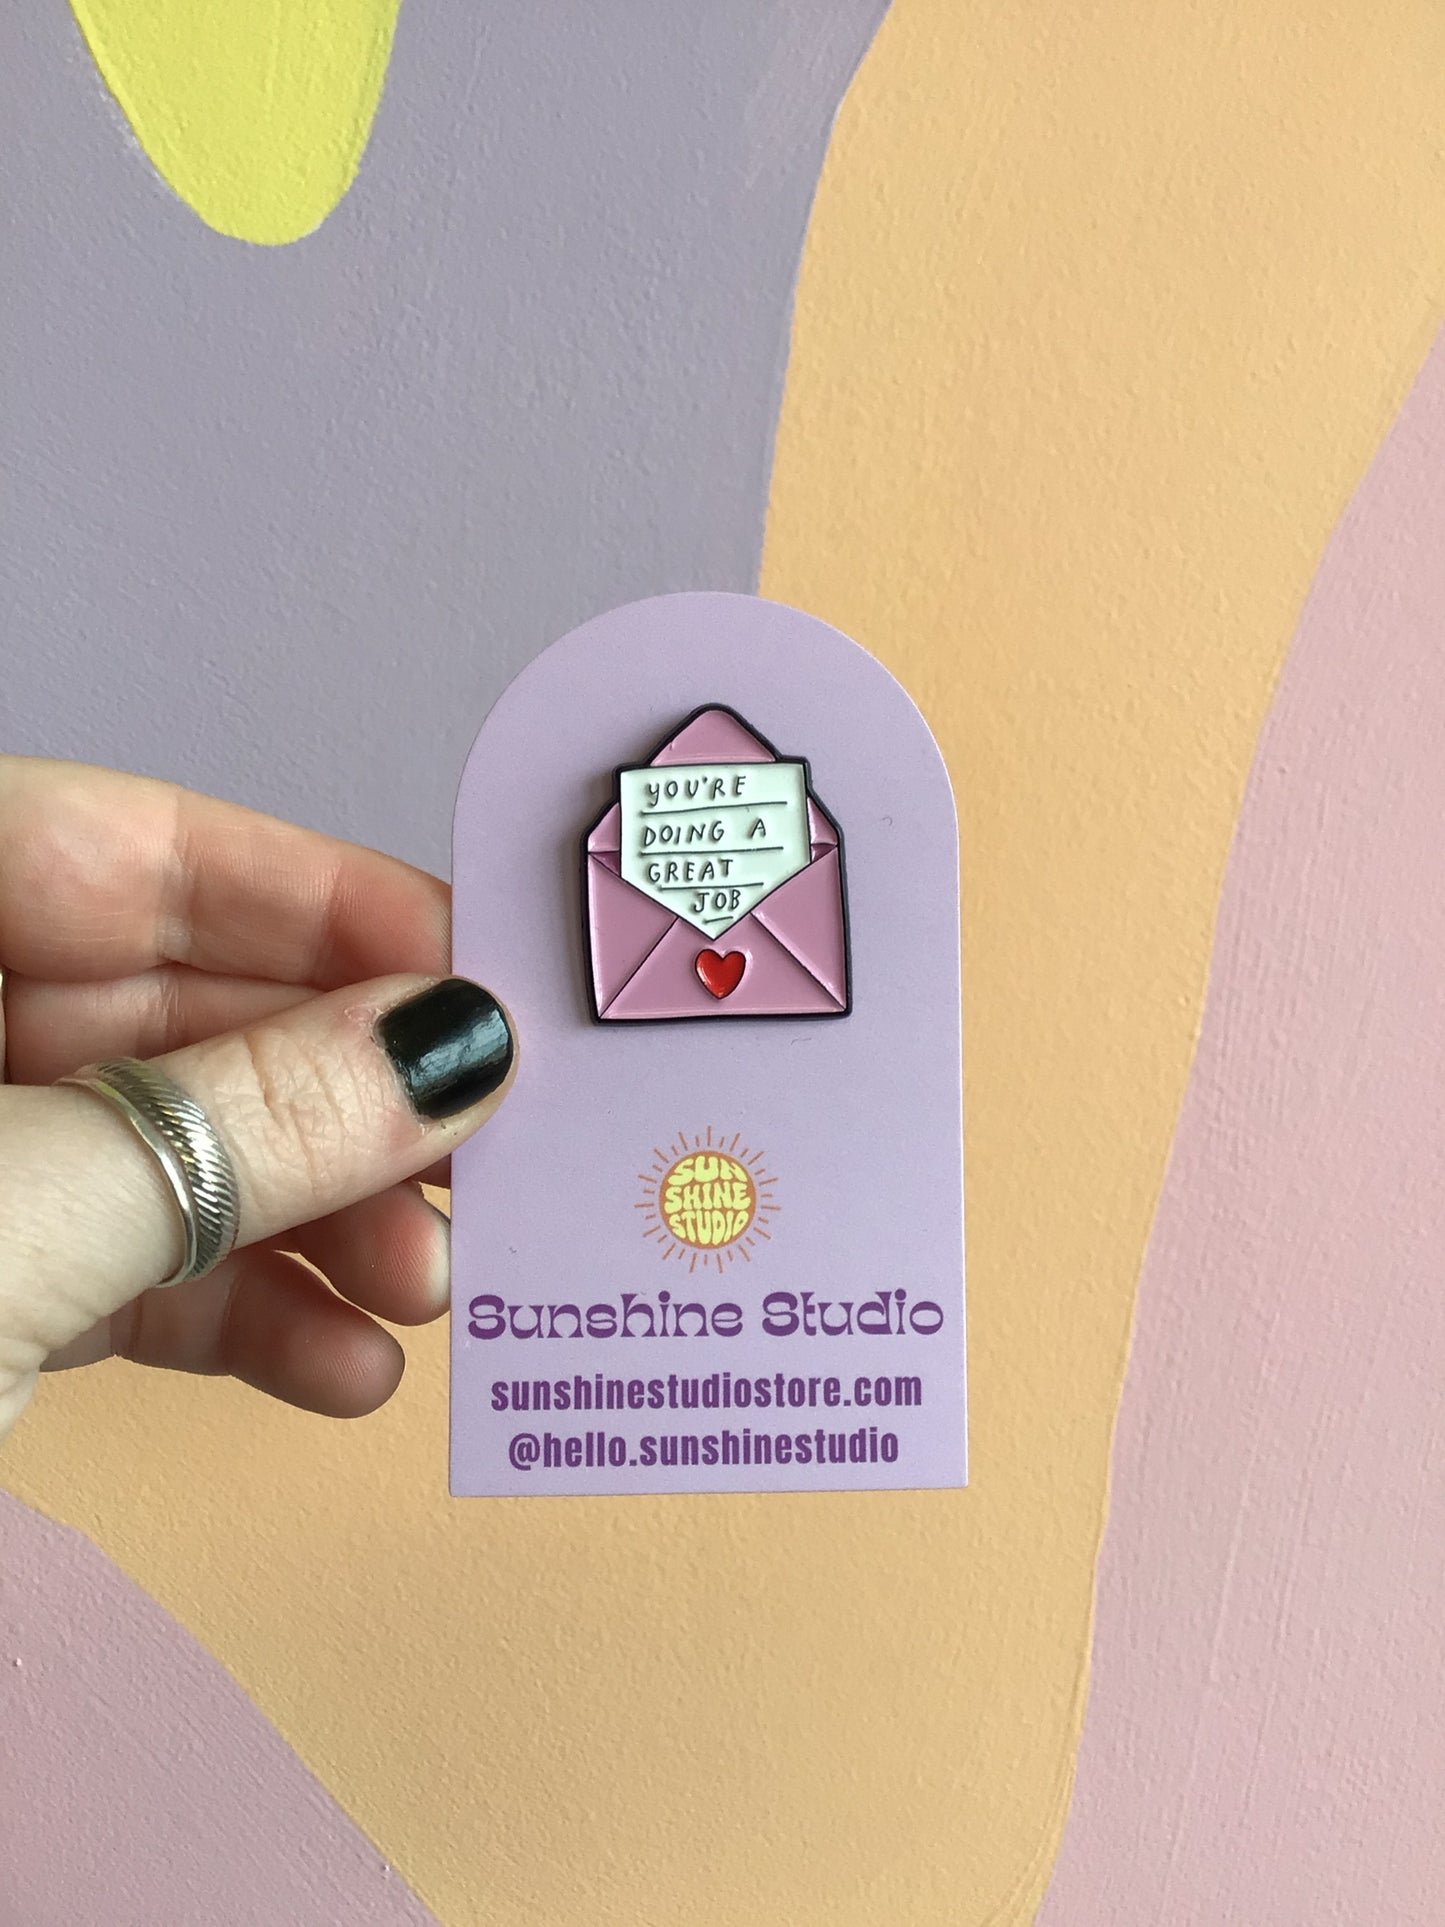 YOU'RE
DOING A
GREAT
JOB
SUN
SHINE
STUDIO
Sunshine Studio
sunshinestudiostore.com
@hello.sunshinestudio